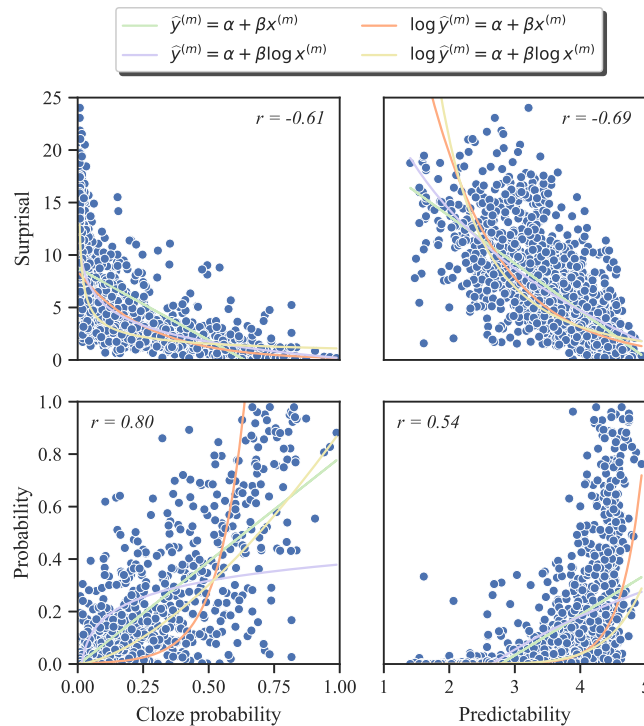 ŷ⁽ᵐ⁾ = α + βx⁽ᵐ⁾ log ŷ⁽ᵐ⁾ = α + βx⁽ᵐ⁾
ŷ⁽ᵐ⁾ = α + β log x⁽ᵐ⁾ log ŷ⁽ᵐ⁾ = α + β log x⁽ᵐ⁾
25
r = -0.61 r = -0.69
20
15
Surprisal
10
5
0
1.0
r = 0.80 r = 0.54
0.8
0.6
Probability
0.4
0.2
0.0
0.00 0.25 0.50 0.75 1.00 1 2 3 4 5
Cloze probability Predictability